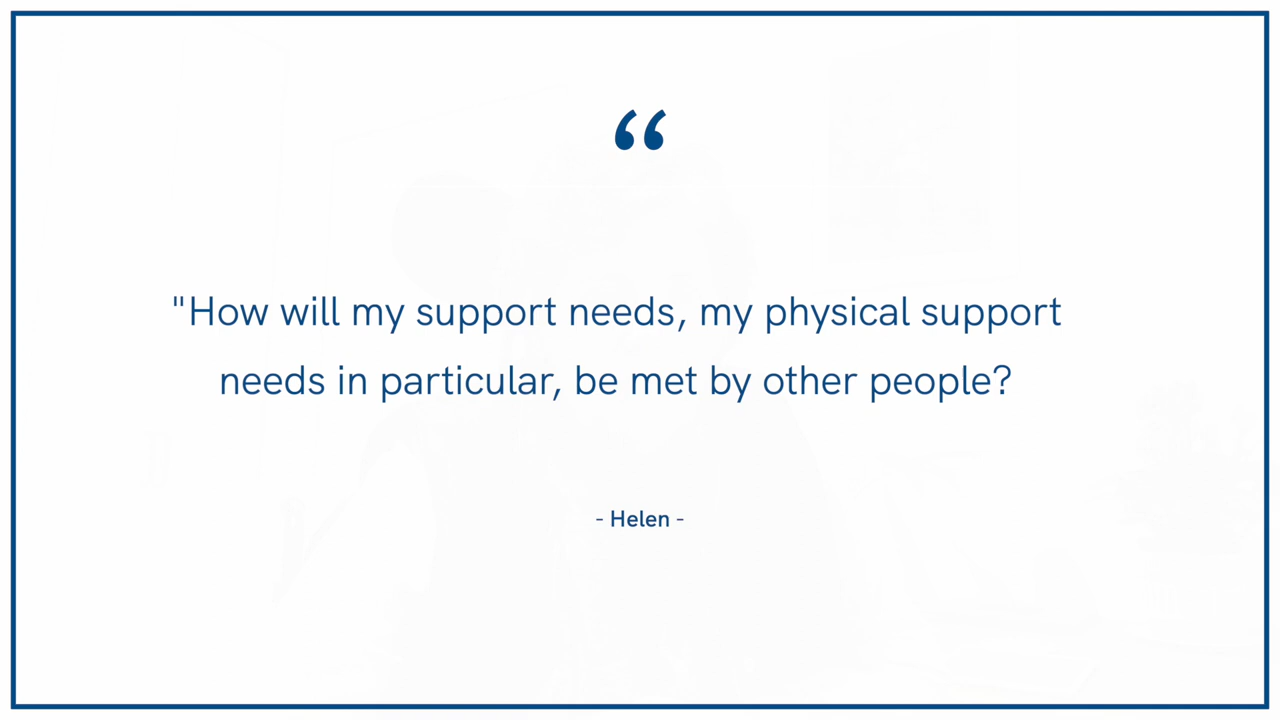 “
"How will my support needs, my physical support
needs in particular, be met by other people?
- Helen -